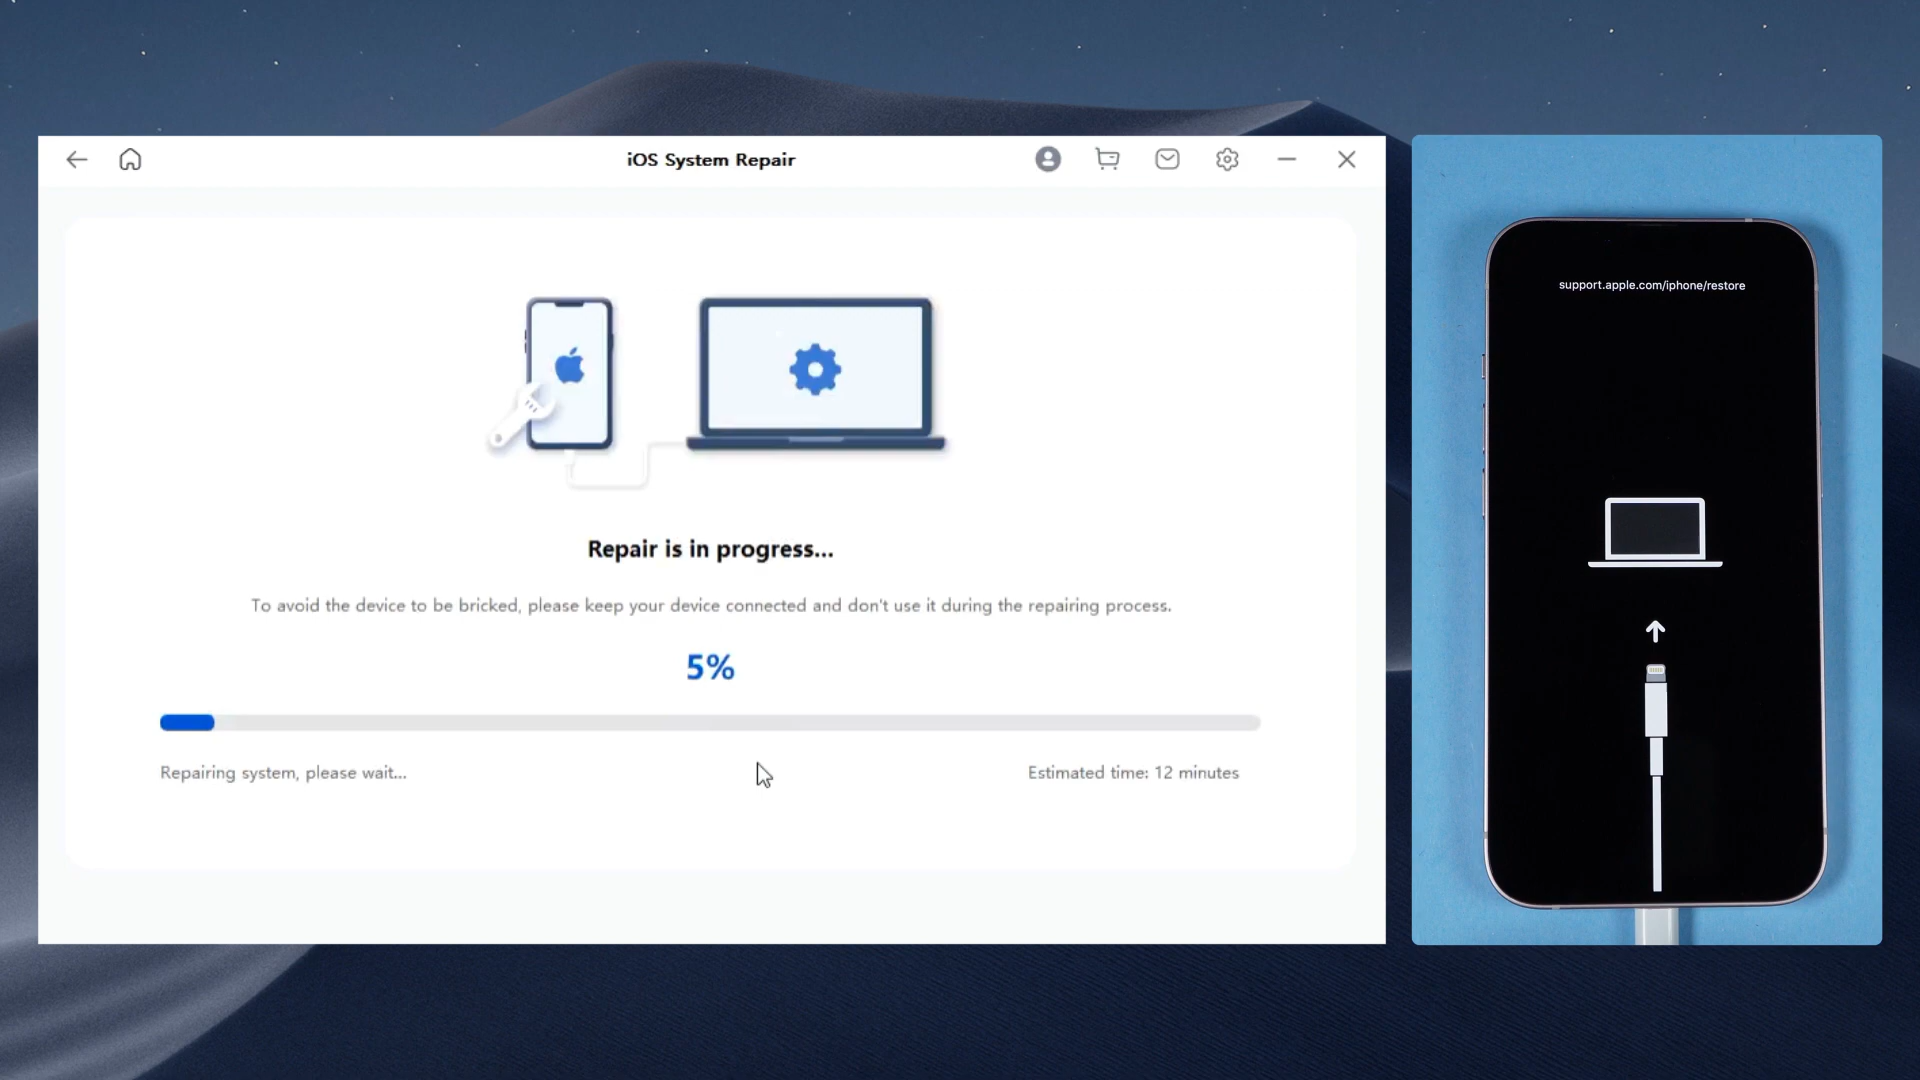 iOS System Repair
support.apple.com/iphone/restore
Repair is in progress...
To avoid the device to be bricked, please keep your device connected and don't use it during the repairing process.
5%
Repairing system, please wait...
Estimated time: 12 minutes